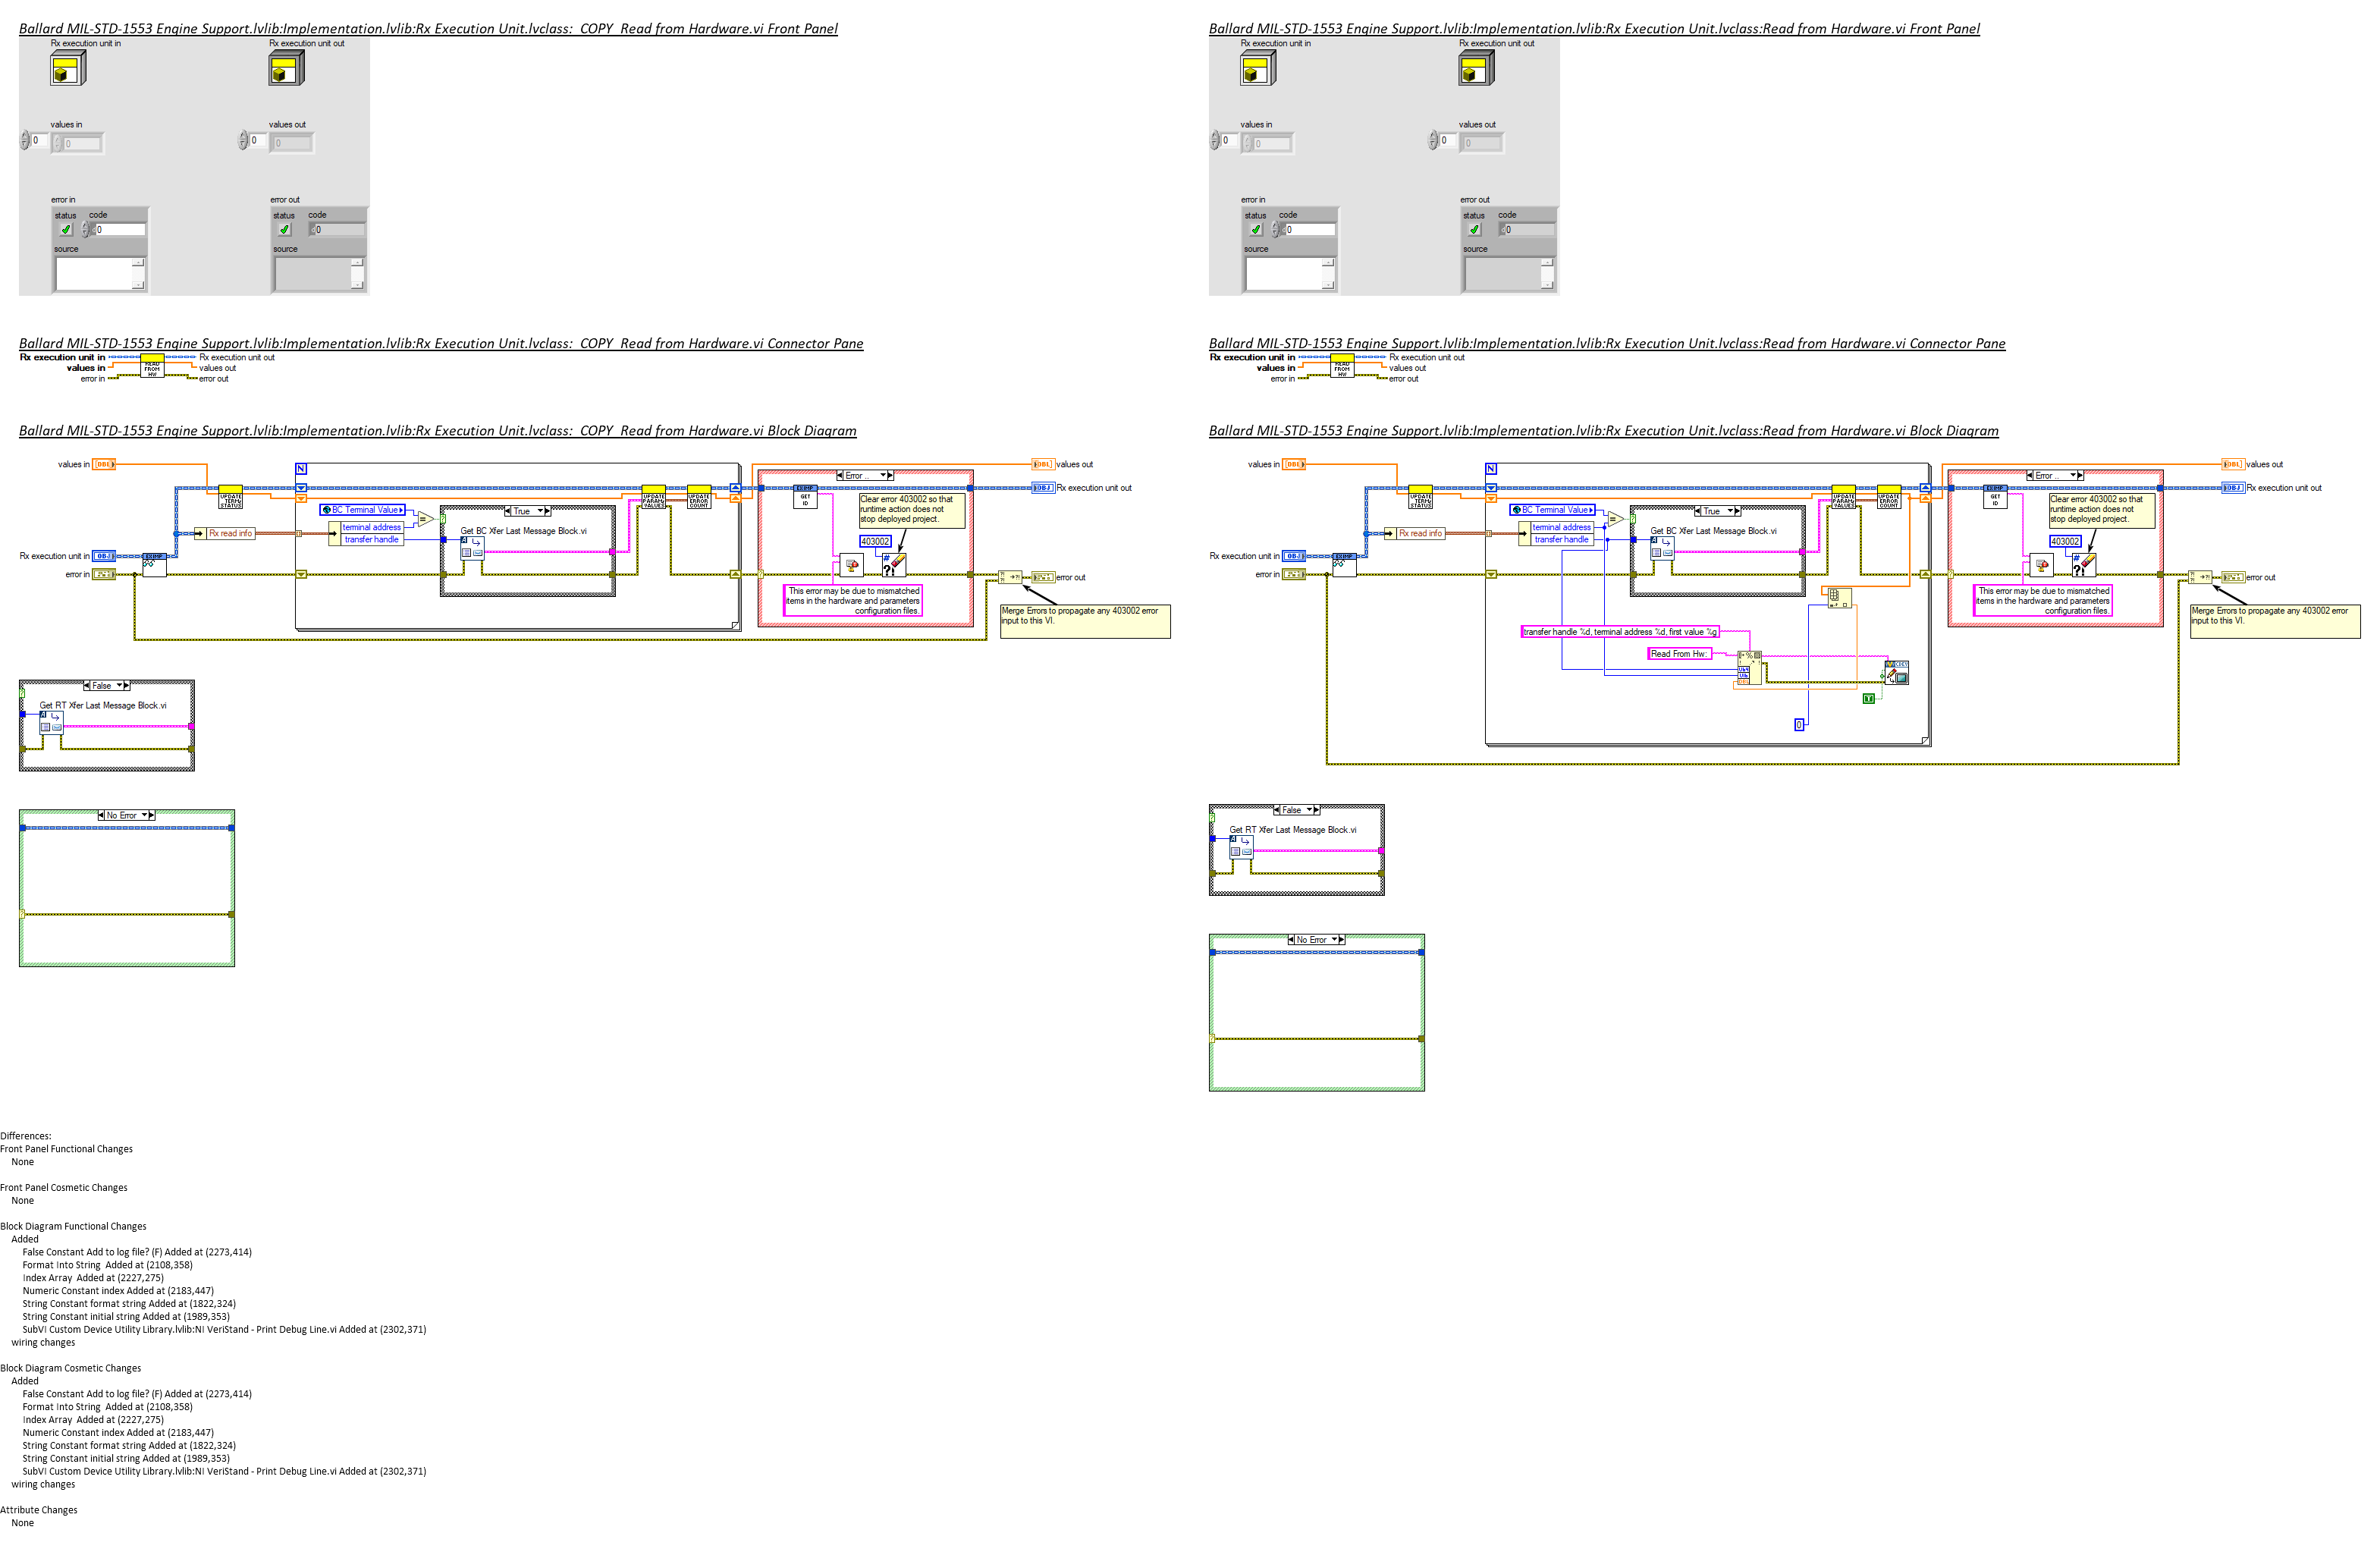 Ballard MIL-STD-1553 Engine Support.lvlib:Implementation.lvlib:Rx Execution Unit.lvclass:  COPY  Read from Hardware.vi Front Panel
Rx execution unit in
Rx execution unit out
values in
values out
0
0
0
0
error in
error out
status
code
status
code
0
0
source
source
Ballard MIL-STD-1553 Engine Support.lvlib:Implementation.lvlib:Rx Execution Unit.lvclass:  COPY  Read from Hardware.vi Connector Pane
Rx execution unit in
Rx execution unit out
values in
values out
error in
error out
READ
FROM
HW
Ballard MIL-STD-1553 Engine Support.lvlib:Implementation.lvlib:Rx Execution Unit.lvclass:  COPY  Read from Hardware.vi Block Diagram
values in
DBL
N
Error ..
DBL
values out
OBJ
Rx execution unit out
UPDATE
TERM
STATUS
UPDATE
PARAM
VALUES
UPDATE
ERROR
COUNT
GET
ID
Clear error 403002 so that
runtime action does not
stop deployed project.
BC Terminal Value
True
Rx read info
terminal address
transfer handle
Get BC Xfer Last Message Block.vi
403002
Rx execution unit in
OBJ
error in
error out
This error may be due to mismatched
items in the hardware and parameters
configuration files.
Merge Errors to propagate any 403002 error
input to this VI.
False
Get RT Xfer Last Message Block.vi
No Error
Ballard MIL-STD-1553 Engine Support.lvlib:Implementation.lvlib:Rx Execution Unit.lvclass:Read from Hardware.vi Front Panel
Rx execution unit in
Rx execution unit out
values in
values out
0
0
0
0
error in
error out
status
code
status
code
0
0
source
source
Ballard MIL-STD-1553 Engine Support.lvlib:Implementation.lvlib:Rx Execution Unit.lvclass:Read from Hardware.vi Connector Pane
Rx execution unit in
Rx execution unit out
values in
values out
error in
error out
READ
FROM
HW
Ballard MIL-STD-1553 Engine Support.lvlib:Implementation.lvlib:Rx Execution Unit.lvclass:Read from Hardware.vi Block Diagram
values in
DBL
N
Error ..
DBL
values out
OBJ
Rx execution unit out
UPDATE
TERM
STATUS
UPDATE
PARAM
VALUES
UPDATE
ERROR
COUNT
GET
ID
Clear error 403002 so that
runtime action does not
stop deployed project.
BC Terminal Value
True
Rx read info
terminal address
transfer handle
Get BC Xfer Last Message Block.vi
403002
Rx execution unit in
OBJ
error in
error out
This error may be due to mismatched
items in the hardware and parameters
configuration files.
Merge Errors to propagate any 403002 error
input to this VI.
transfer handle %d, terminal address %d, first value %g
Read From Hw:
T
0
False
Get RT Xfer Last Message Block.vi
No Error
Differences:
Front Panel Functional Changes
None
Front Panel Cosmetic Changes
None
Block Diagram Functional Changes
Added
False Constant Add to log file? (F) Added at (2273,414)
Format Into String  Added at (2108,358)
Index Array  Added at (2227,275)
Numeric Constant index Added at (2183,447)
String Constant format string Added at (1822,324)
String Constant initial string Added at (1989,353)
SubVI Custom Device Utility Library.lvlib:NI VeriStand - Print Debug Line.vi Added at (2302,371)
wiring changes
Block Diagram Cosmetic Changes
Added
False Constant Add to log file? (F) Added at (2273,414)
Format Into String  Added at (2108,358)
Index Array  Added at (2227,275)
Numeric Constant index Added at (2183,447)
String Constant format string Added at (1822,324)
String Constant initial string Added at (1989,353)
SubVI Custom Device Utility Library.lvlib:NI VeriStand - Print Debug Line.vi Added at (2302,371)
wiring changes
Attribute Changes
None